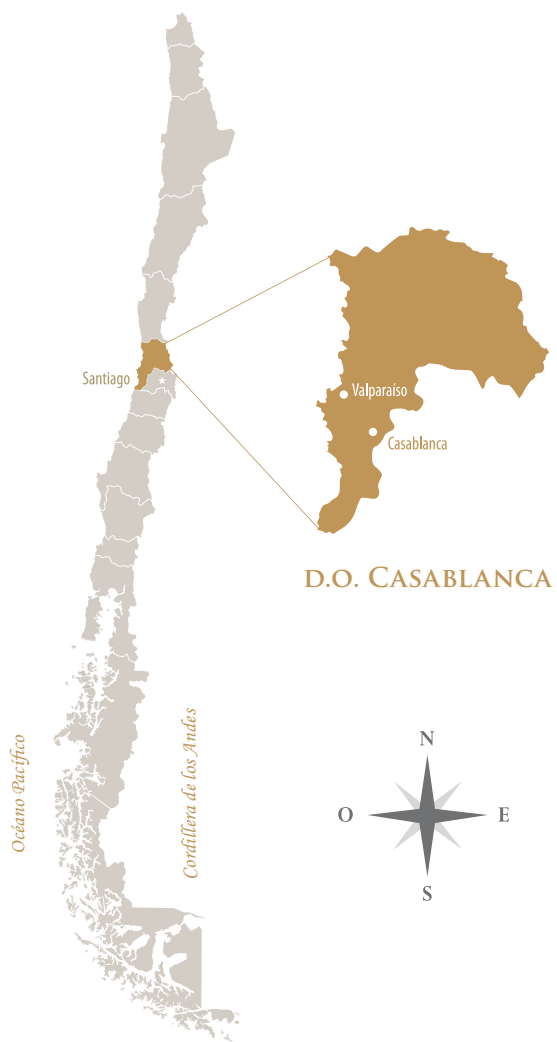 Santiago
Valparaíso
Casablanca
D.O. CASABLANCA
Océano Pacífico
Cordillera de los Andes
N
O
E
S